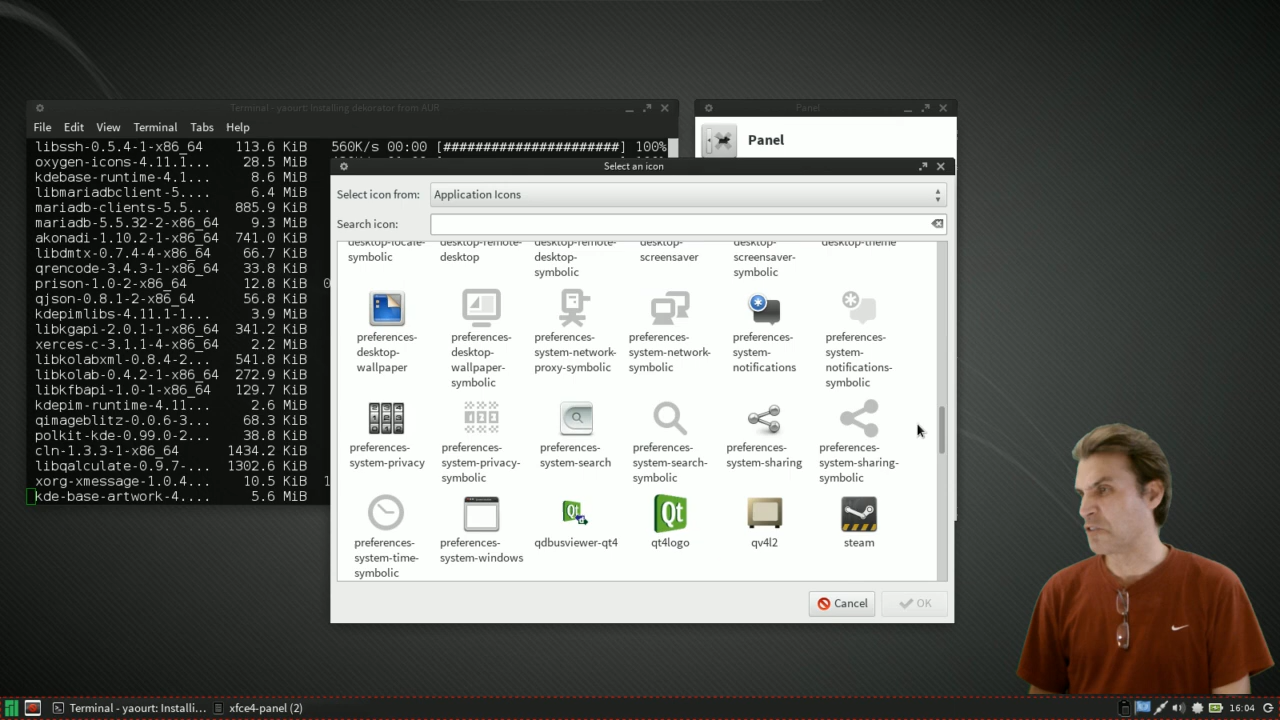 Terminal - yaourt: Installing dekorator from AUR
File Edit View Terminal Tabs Help
libssh-0.5.4-1-x86_64 113.6 KiB 560K/s 00:00 [######################] 100%
oxygen-icons-4.11.1... 28.5 MiB
kdebase-runtime-4.1... 8.6 MiB
libmariadbclient-5.... 6.4 MiB
mariadb-clients-5.5... 885.9 KiB
mariadb-5.5.32-2-x86_64 9.3 MiB
akonadi-1.10.2-1-x86_64 741.0 KiB
libdmtx-0.7.4-4-x86_64 66.7 KiB
qrencode-3.4.3-1-x86_64 33.8 KiB
prison-1.0-2-x86_64 12.8 KiB 0
qjson-0.8.1-2-x86_64 56.8 KiB
kdepimlibs-4.11.1-1... 3.9 MiB
libkgapi-2.0.1-1-x86_64 341.2 KiB
xerces-c-3.1.1-4-x86_64 2.2 MiB
libkolabxml-0.8.4-2... 541.8 KiB
libkolab-0.4.2-1-x86_64 272.9 KiB
libkfbapi-1.0-1-x86_64 129.7 KiB
kdepim-runtime-4.11... 2.6 MiB
qimageblitz-0.0.6-3... 68.3 KiB
polkit-kde-0.99.0-2... 38.8 KiB
cln-1.3.3-1-x86_64 1434.2 KiB
libqalculate-0.9.7-... 1302.6 KiB
xorg-xmessage-1.0.4... 10.5 KiB 1
kde-base-artwork-4.... 5.6 MiB
Panel
Panel
Select an icon
Select icon from: Application Icons
Search icon:
desktop-locale-symbolic
desktop-remote-desktop
desktop-remote-desktop-symbolic
desktop-screensaver
desktop-screensaver-symbolic
desktop-theme
preferences-desktop-wallpaper
preferences-desktop-wallpaper-symbolic
preferences-system-network-proxy-symbolic
preferences-system-network-symbolic
preferences-system-notifications
preferences-system-notifications-symbolic
preferences-system-privacy
preferences-system-privacy-symbolic
preferences-system-search
preferences-system-search-symbolic
preferences-system-sharing
preferences-system-sharing-symbolic
preferences-system-time-symbolic
preferences-system-windows
qdbusviewer-qt4
qt4logo
qv4l2
steam
Cancel OK
Terminal - yaourt: Installi... xfce4-panel (2) 16:04